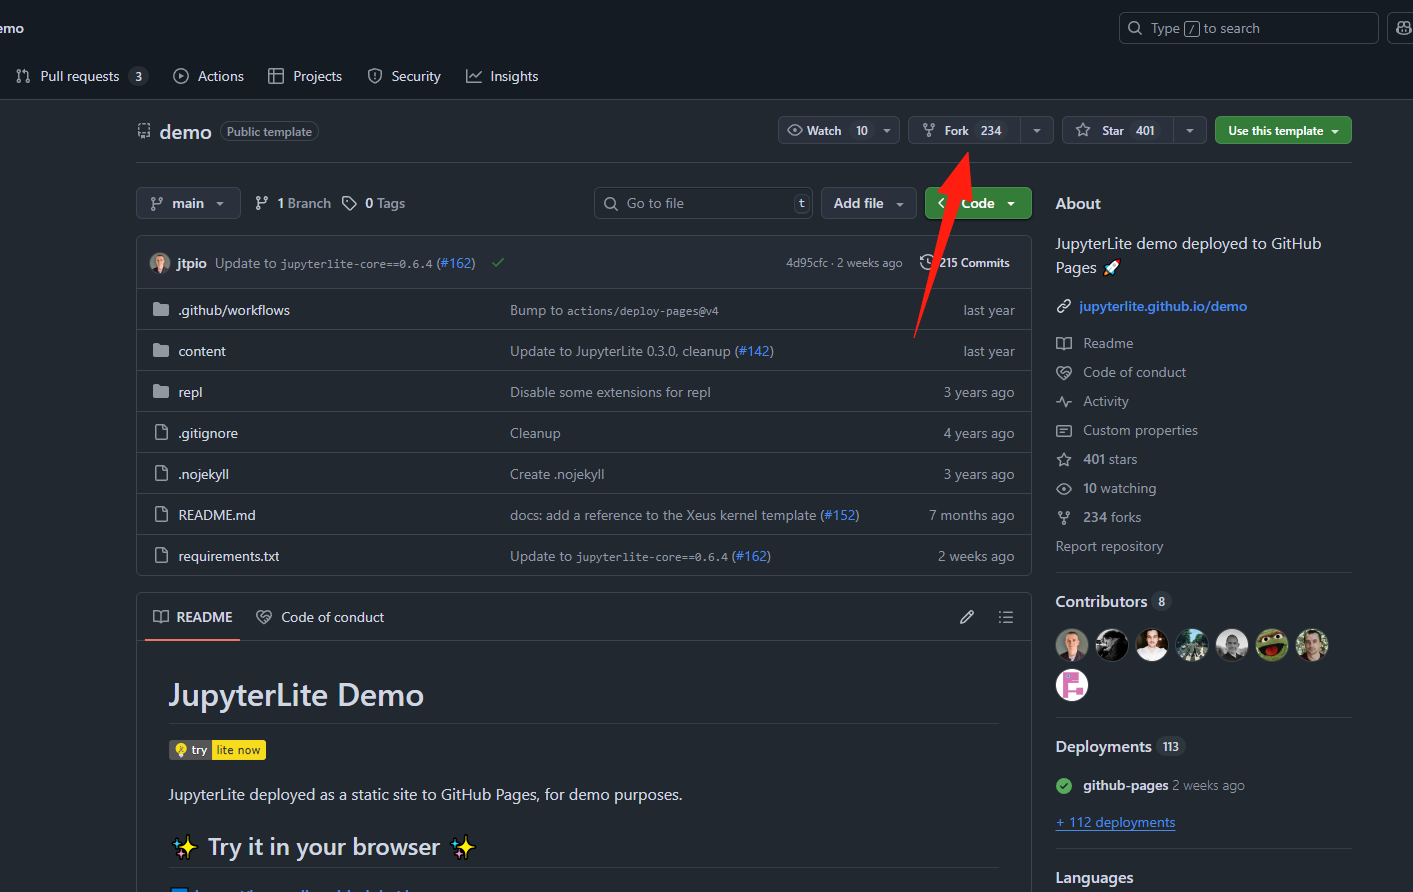 emo
Type / to search
Pull requests 3
Actions
Projects
Security
Insights
demo Public template
Watch 10
Fork 234
Star 401
Use this template
main
1 Branch
0 Tags
Go to file t
Add file
Code
jtpio Update to jupyterlite-core==0.6.4 (#162)
4d95cfc · 2 weeks ago
215 Commits
.github/workflows Bump to actions/deploy-pages@v4 last year
content Update to JupyterLite 0.3.0, cleanup (#142) last year
repl Disable some extensions for repl 3 years ago
.gitignore Cleanup 4 years ago
.nojekyll Create .nojekyll 3 years ago
README.md docs: add a reference to the Xeus kernel template (#152) 7 months ago
requirements.txt Update to jupyterlite-core==0.6.4 (#162) 2 weeks ago
README
Code of conduct
JupyterLite Demo
try lite now
JupyterLite deployed as a static site to GitHub Pages, for demo purposes.
✨ Try it in your browser ✨
About
JupyterLite demo deployed to GitHub
Pages 🚀
jupyterlite.github.io/demo
Readme
Code of conduct
Activity
Custom properties
401 stars
10 watching
234 forks
Report repository
Contributors 8
Deployments 113
github-pages 2 weeks ago
+ 112 deployments
Languages